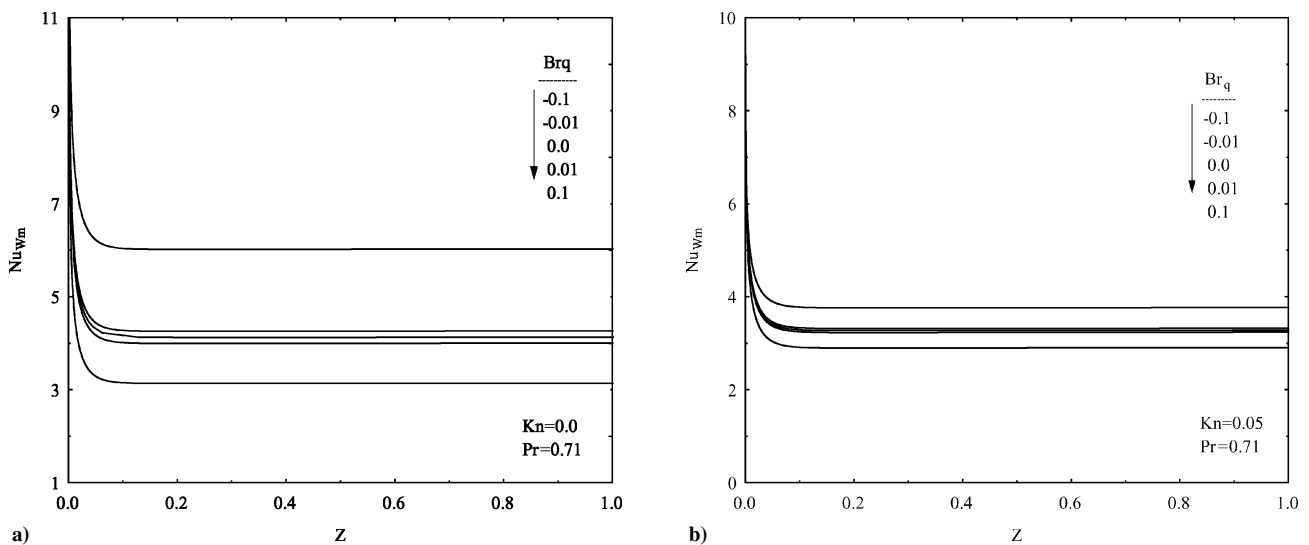 11
9
7
5
3
1
Nu_Wm
0.0 0.2 0.4 0.6 0.8 1.0
Z
Brq
----------
-0.1
-0.01
0.0
0.01
0.1
Kn=0.0
Pr=0.71
a)
10
8
6
4
2
0
Nu_Wm
0.0 0.2 0.4 0.6 0.8 1.0
Z
Br_q
--------
-0.1
-0.01
0.0
0.01
0.1
Kn=0.05
Pr=0.71
b)